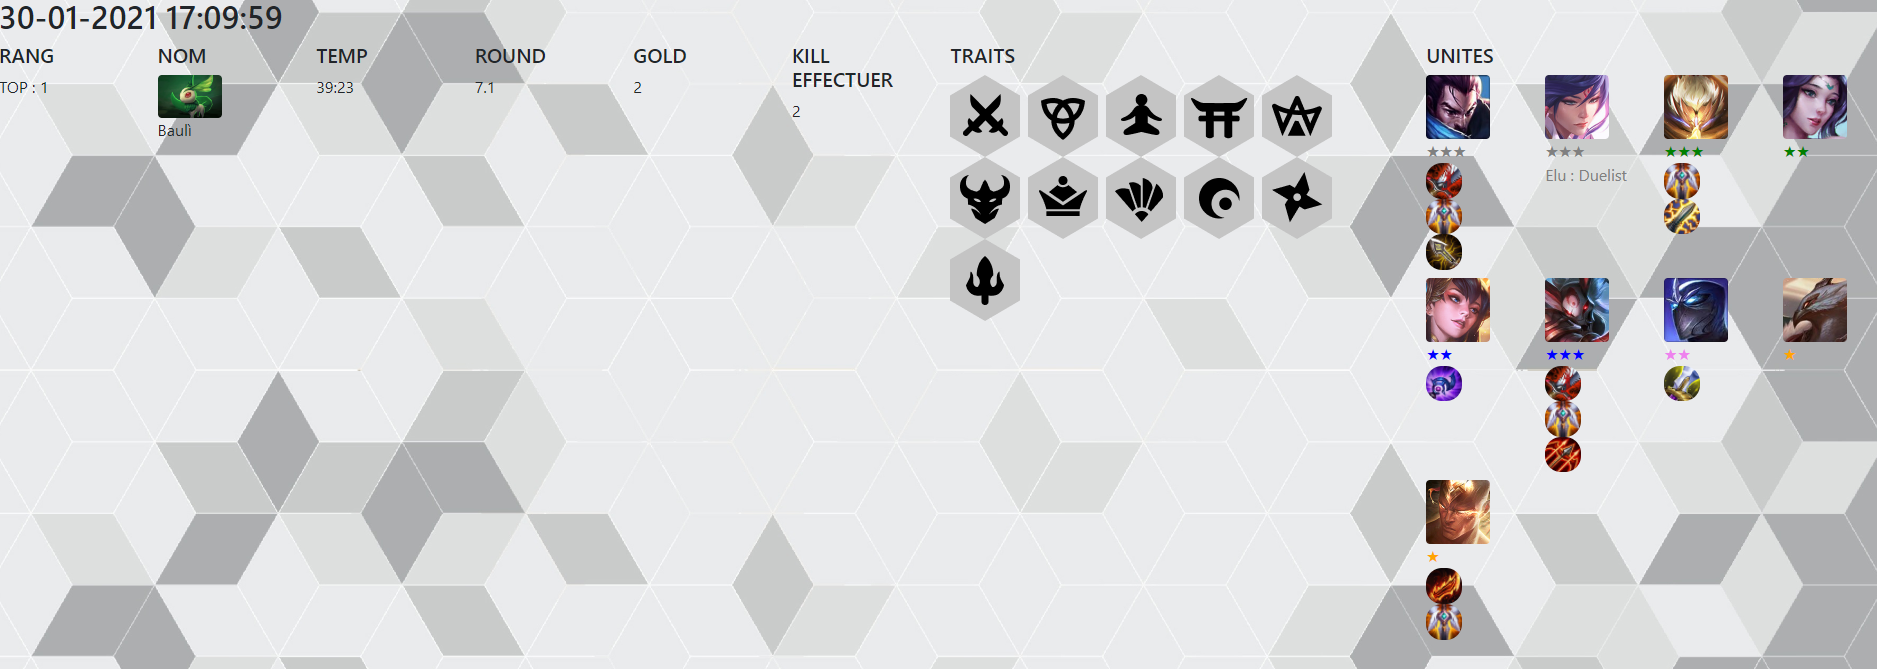 30-01-2021 17:09:59
RANG
TOP : 1
NOM
Baulì
TEMP
39:23
ROUND
7.1
GOLD
2
KILL
EFFECTUER
2
TRAITS
UNITES
Elu : Duelist